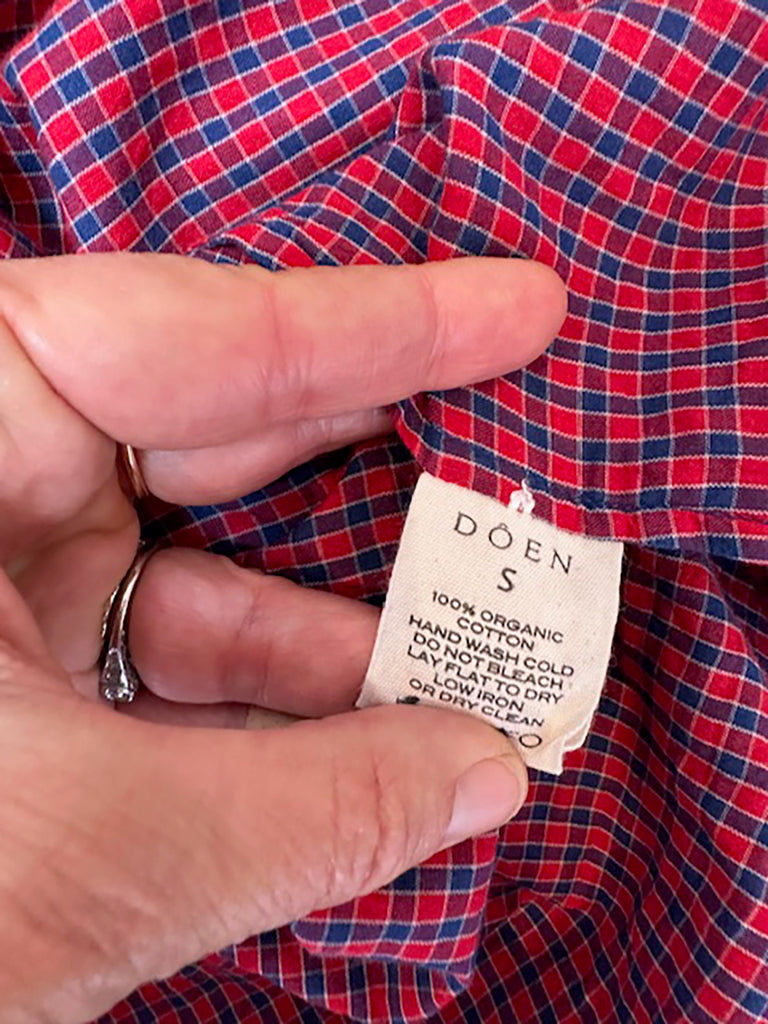 DÔEN
S
100% ORGANIC
COTTON
HAND WASH COLD
DO NOT BLEACH
LAY FLAT TO DRY
LOW IRON
OR DRY CLEAN